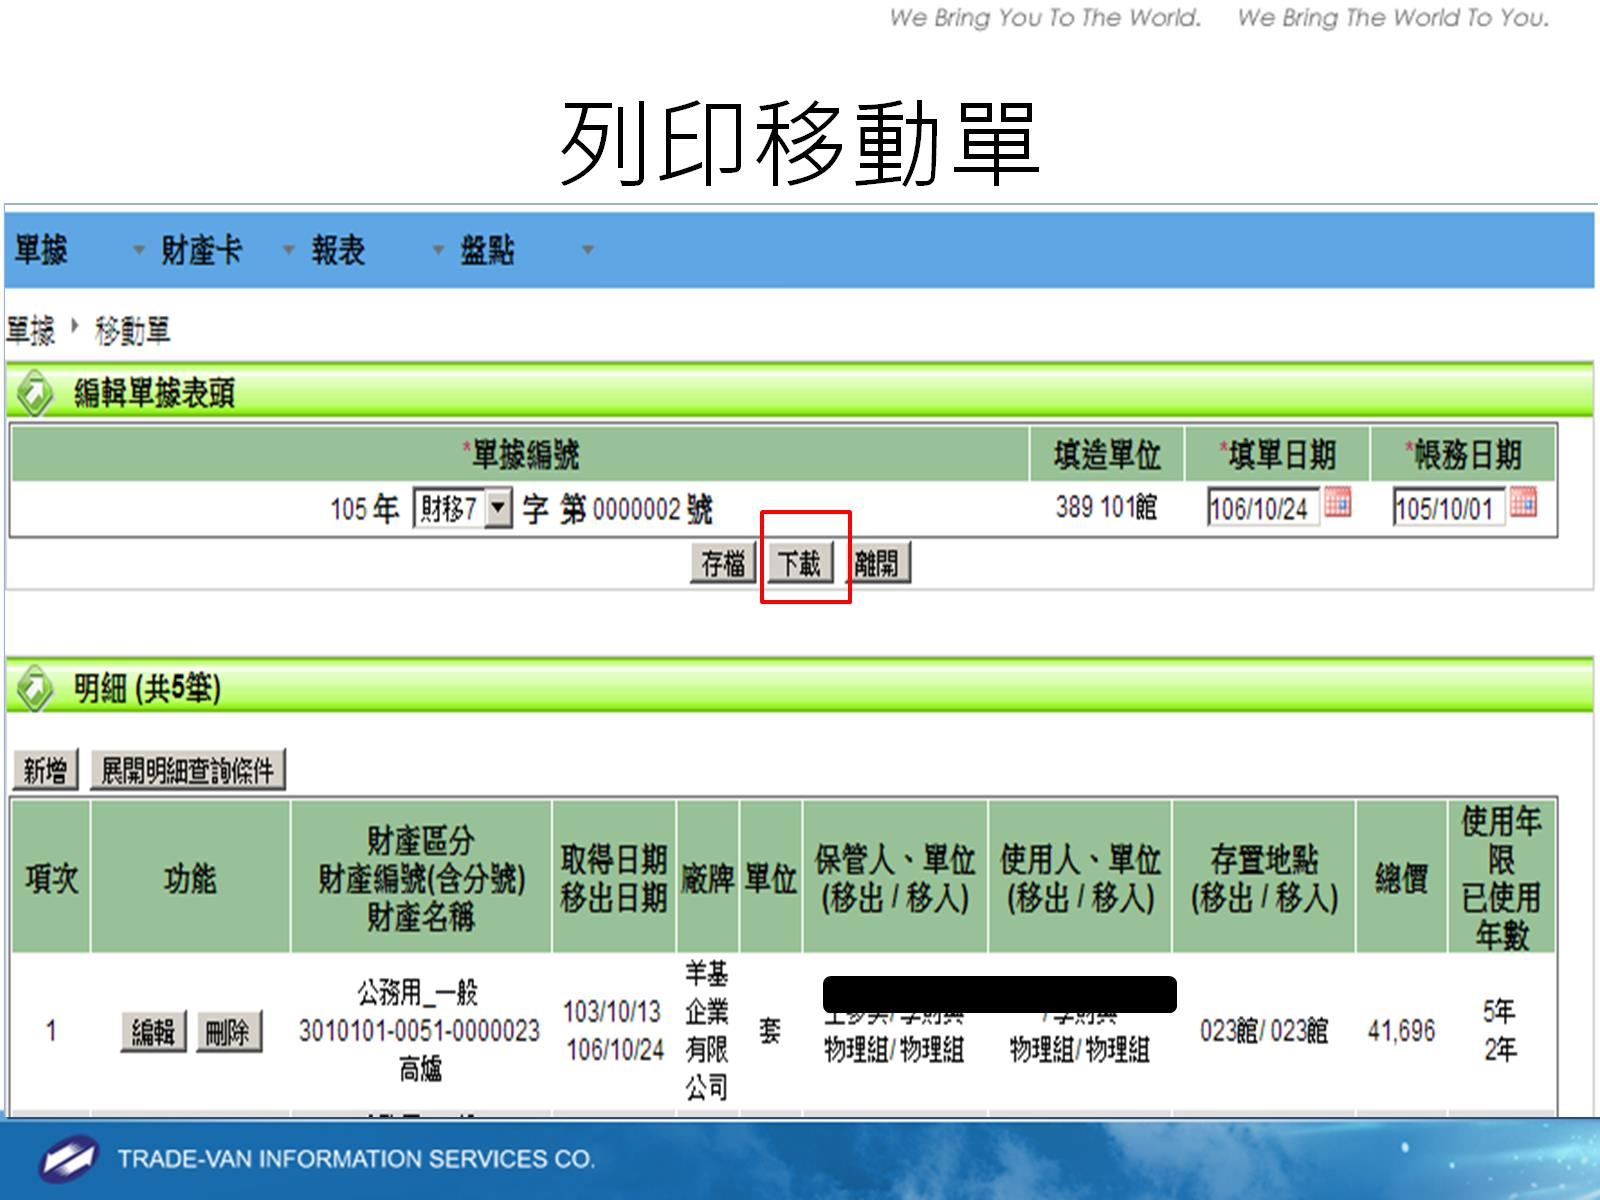 We Bring You To The World. We Bring The World To You.
列印移動單
單據 財產卡 報表 盤點
單據 移動單
編輯單據表頭
*單據編號 填造單位 *填單日期 *帳務日期
105 年 財移7 字 第 0000002 號 389 101館 106/10/24 105/10/01
存檔 下載 離開
明細 (共5筆)
新增 展開明細查詢條件
項次 功能 財產區分 財產編號(含分號) 財產名稱 取得日期 移出日期 廠牌 單位 保管人、單位 (移出 / 移入) 使用人、單位 (移出 / 移入) 存置地點 (移出 / 移入) 總價 使用年限 已使用年數
1 編輯 刪除 公務用_一般 3010101-0051-0000023 高爐 103/10/13 106/10/24 羊基企業有限公司 套 物理組/ 物理組 物理組/ 物理組 023館/ 023館 41,696 5年 2年
TRADE-VAN INFORMATION SERVICES CO.